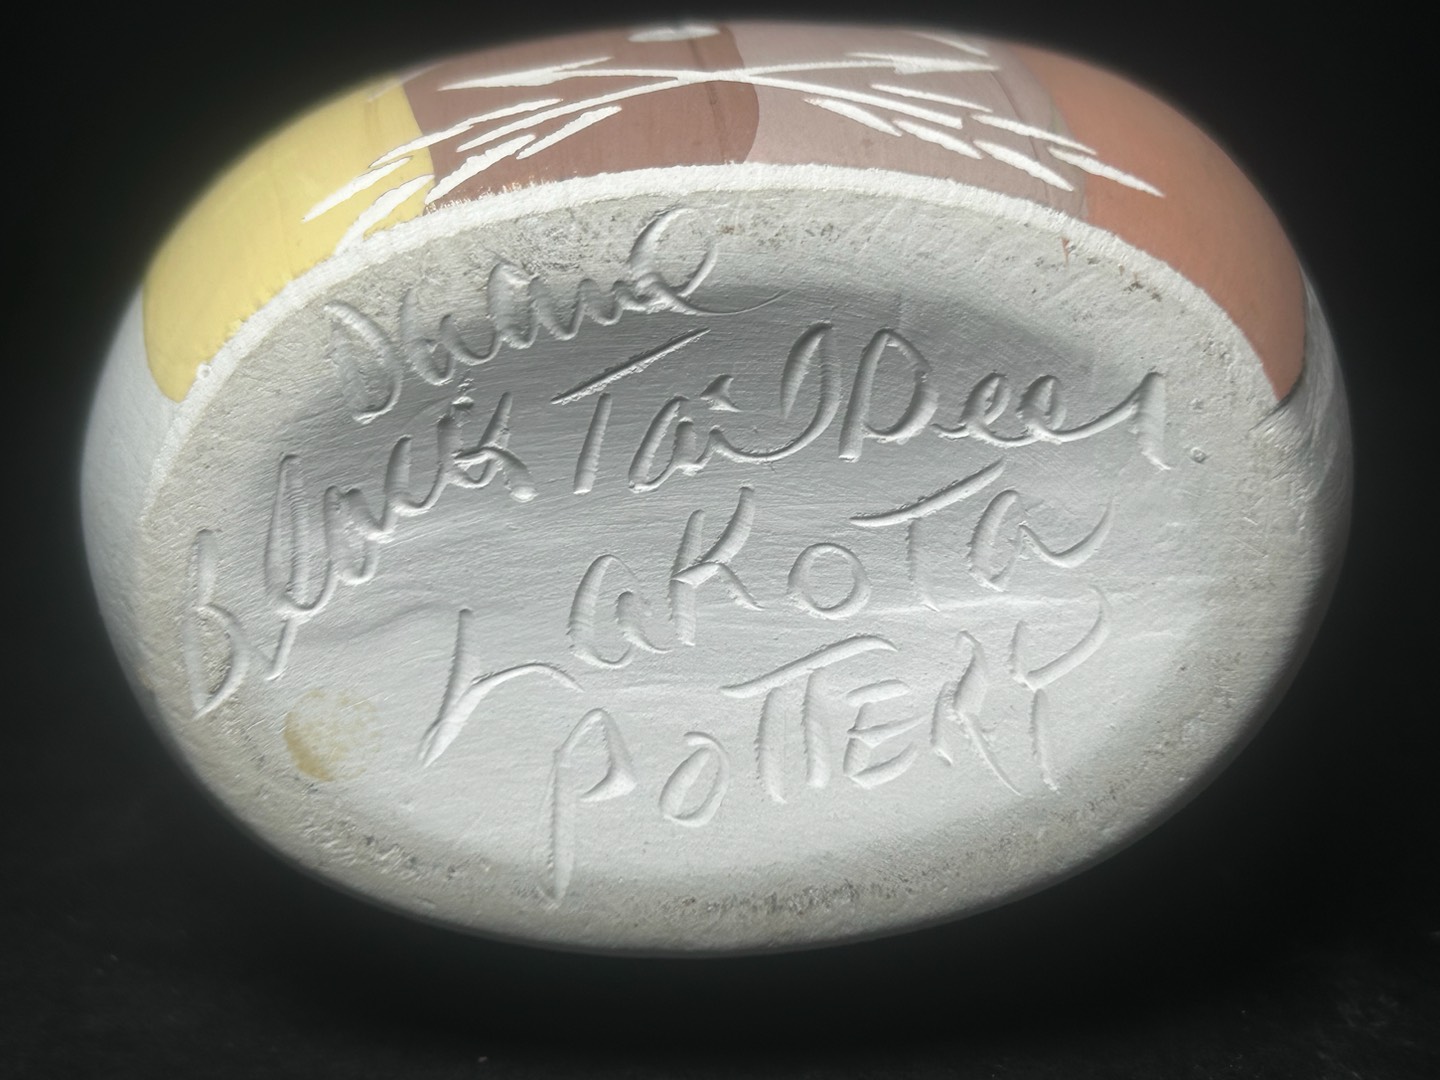 Diane
Black Tail Deer.
LaKoTa
POTTERY